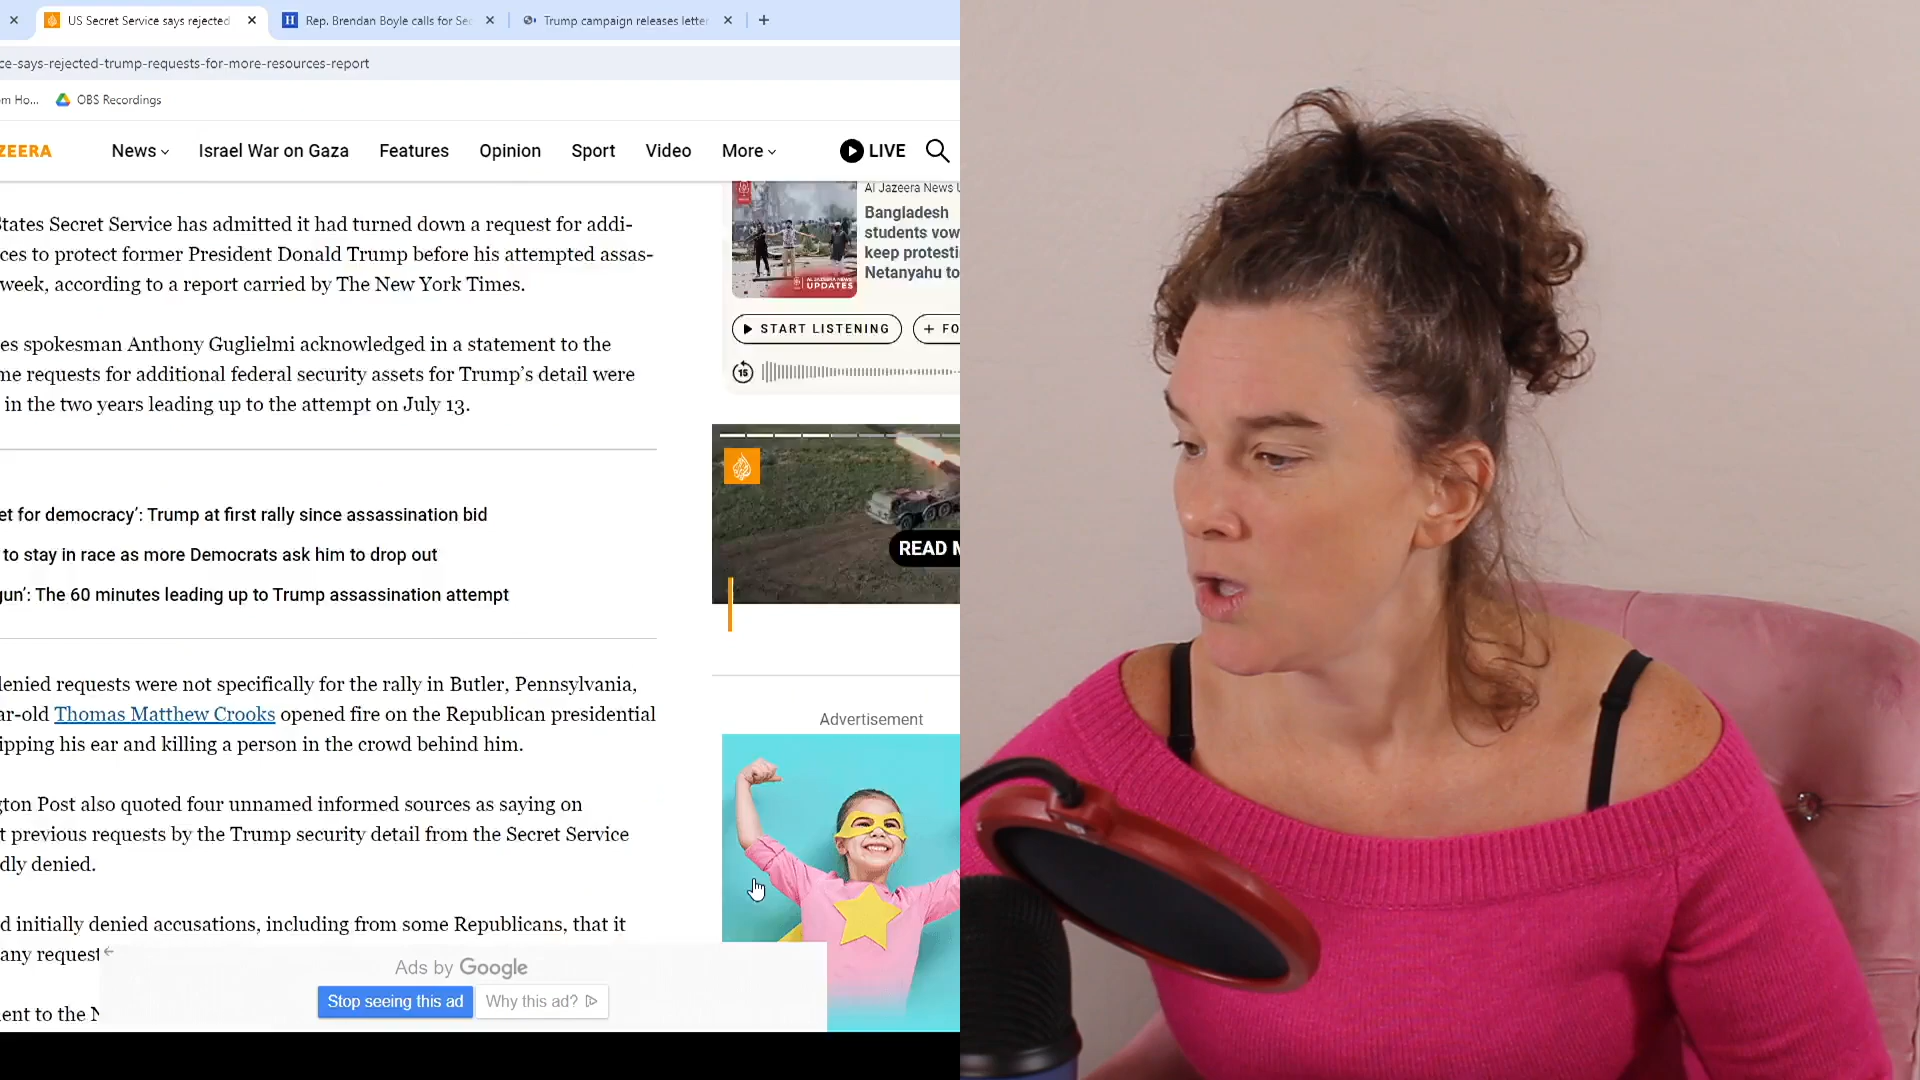 US Secret Service says rejected
Rep. Brendan Boyle calls for Sec
Trump campaign releases letter
ce-says-rejected-trump-requests-for-more-resources-report
m Ho...
OBS Recordings
ZEERA
News
Israel War on Gaza
Features
Opinion
Sport
Video
More
LIVE
States Secret Service has admitted it had turned down a request for addi-
ces to protect former President Donald Trump before his attempted assas-
week, according to a report carried by The New York Times.
es spokesman Anthony Guglielmi acknowledged in a statement to the
me requests for additional federal security assets for Trump’s detail were
in the two years leading up to the attempt on July 13.
et for democracy’: Trump at first rally since assassination bid
to stay in race as more Democrats ask him to drop out
gun’: The 60 minutes leading up to Trump assassination attempt
denied requests were not specifically for the rally in Butler, Pennsylvania,
ar-old Thomas Matthew Crooks opened fire on the Republican presidential
ipping his ear and killing a person in the crowd behind him.
gton Post also quoted four unnamed informed sources as saying on
t previous requests by the Trump security detail from the Secret Service
dly denied.
d initially denied accusations, including from some Republicans, that it
any request
ent to the N
Al Jazeera News U
Bangladesh
students vow
keep protesti
Netanyahu to
AL JAZEERA NEWS
UPDATES
START LISTENING
+ FO
15
READ M
Advertisement
Ads by Google
Stop seeing this ad
Why this ad?